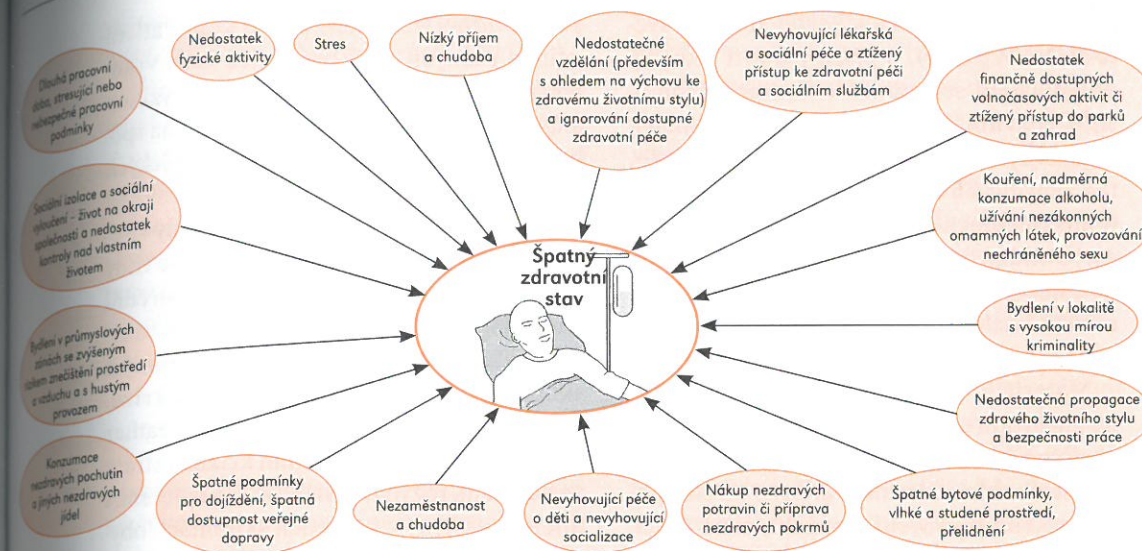 Nedostatek
fyzické aktivity
Stres
Nízký příjem
a chudoba
Nedostatečné
vzdělání (především
s ohledem na výchovu ke
zdravému životnímu stylu)
a ignorování dostupné
zdravotní péče
Nevyhovující lékařská
a sociální péče a ztížený
přístup ke zdravotní péči
a sociálním službám
Nedostatek
finančně dostupných
volnočasových aktivit či
ztížený přístup do parků
a zahrad
Dlouhá pracovní
doba, stresující nebo
nebezpečné pracovní
podmínky
Kouření, nadměrná
konzumace alkoholu,
užívání nezákonných
omamných látek, provozování
nechráněného sexu
Sociální izolace a sociální
vyloučení – život na okraji
společnosti a nedostatek
kontroly nad vlastním
životem
Špatný
zdravotní
stav
Bydlení v lokalitě
s vysokou mírou
kriminality
Bydlení v průmyslových
zónách se zvýšeným
rizikem znečištění prostředí
a vzduchu a s hustým
provozem
Nedostatečná propagace
zdravého životního stylu
a bezpečnosti práce
Konzumace
nezdravých pochutin
a jiných nezdravých
jídel
Špatné podmínky
pro dojíždění, špatná
dostupnost veřejné
dopravy
Nezaměstnanost
a chudoba
Nevyhovující péče
o děti a nevyhovující
socializace
Nákup nezdravých
potravin či příprava
nezdravých pokrmů
Špatné bytové podmínky,
vlhké a studené prostředí,
přelidnění